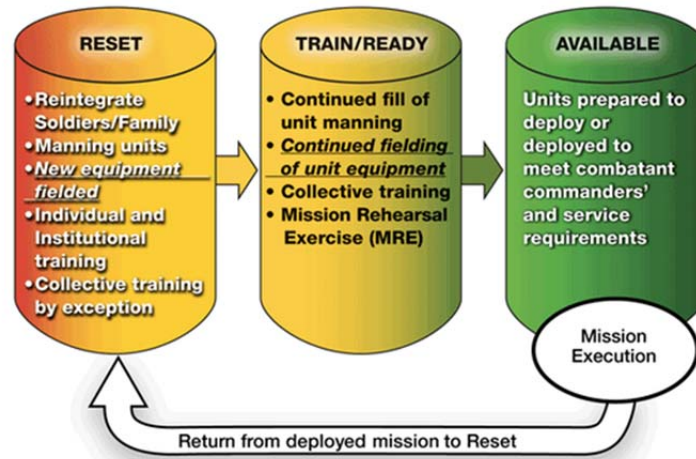 RESET
•Reintegrate
Soldiers/Family
•Manning units
•New equipment
fielded
•Individual and
Institutional
training
•Collective training
by exception
TRAIN/READY
• Continued fill of
unit manning
• Continued fielding
of unit equipment
• Collective training
• Mission Rehearsal
Exercise (MRE)
AVAILABLE
Units prepared to
deploy or
deployed to
meet combatant
commanders'
and service
requirements
Mission
Execution
Return from deployed mission to Reset